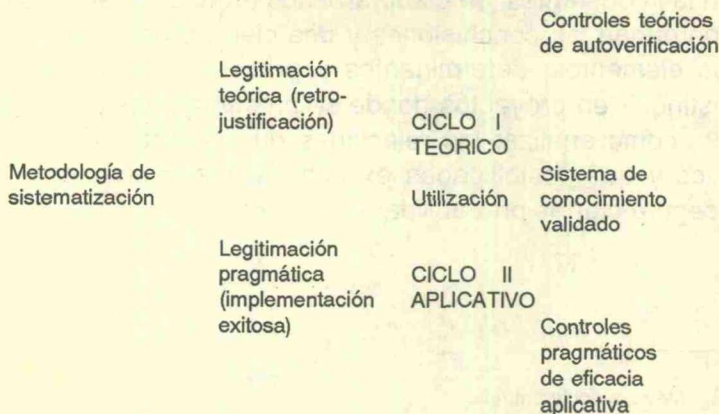 Controles teóricos
de autoverificación
Legitimación
teórica (retro-
justificación)
CICLO I
TEORICO
Metodología de
sistematización
Utilización
Sistema de
conocimiento
validado
Legitimación
pragmática
(implementación
exitosa)
CICLO II
APLICATIVO
Controles
pragmáticos
de eficacia
aplicativa